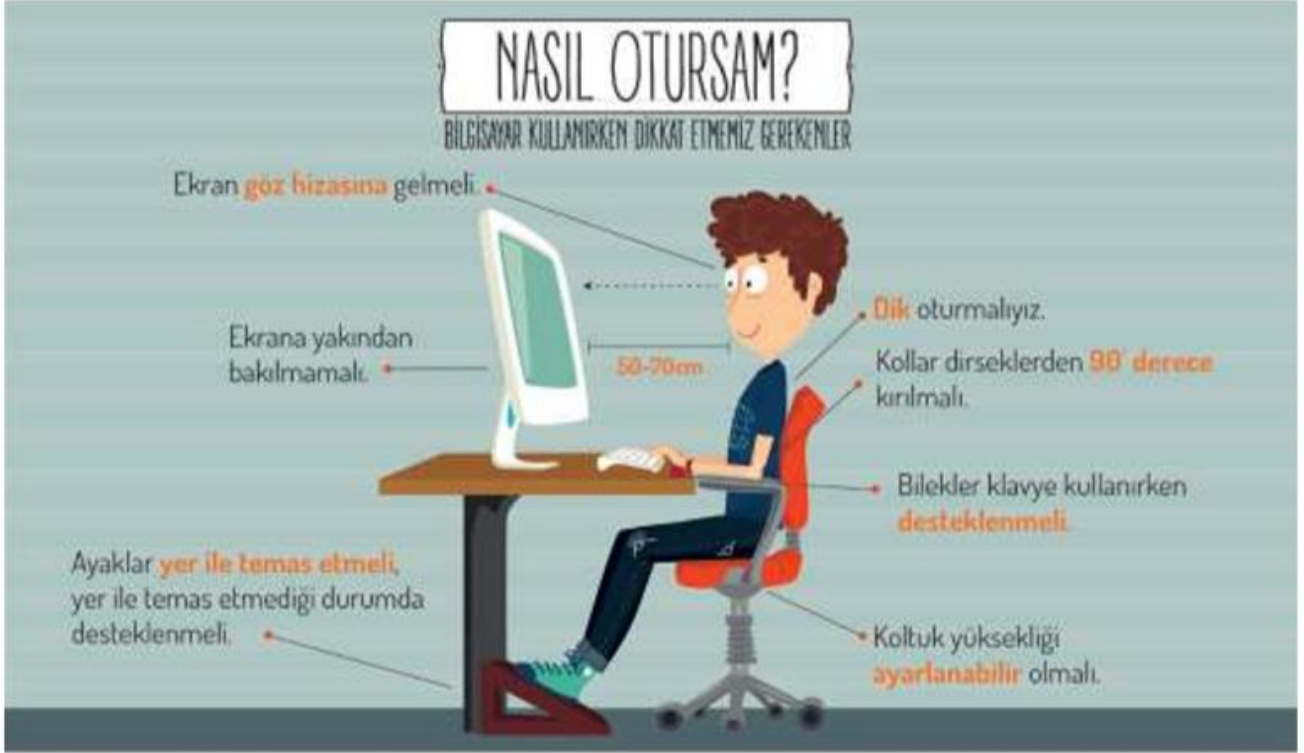 NASIL OTURSAM?
BİLGİSAYAR KULLANIRKEN DİKKAT ETMEMİZ GEREKENLER
Ekran göz hizasına gelmeli.
Dik oturmalıyız.
Ekrana yakından
bakılmamalı.
50-70cm
Kollar dirseklerden 90° derece
kırılmalı.
Bilekler klavye kullanırken
desteklenmeli.
Ayaklar yer ile temas etmeli,
yer ile temas etmediği durumda
desteklenmeli.
Koltuk yüksekliği
ayarlanabilir olmalı.